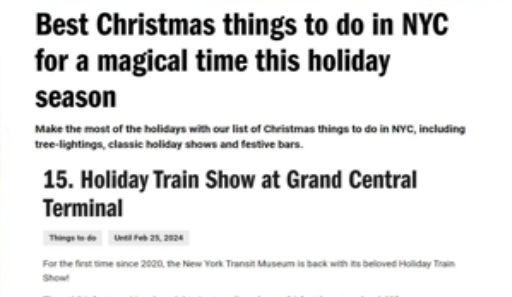 Best Christmas things to do in NYC
for a magical time this holiday
season
Make the most of the holidays with our list of Christmas things to do in NYC, including
tree-lightings, classic holiday shows and festive bars.
15. Holiday Train Show at Grand Central
Terminal
Things to do Until Feb 25, 2024
For the first time since 2020, the New York Transit Museum is back with its beloved Holiday Train
Show!